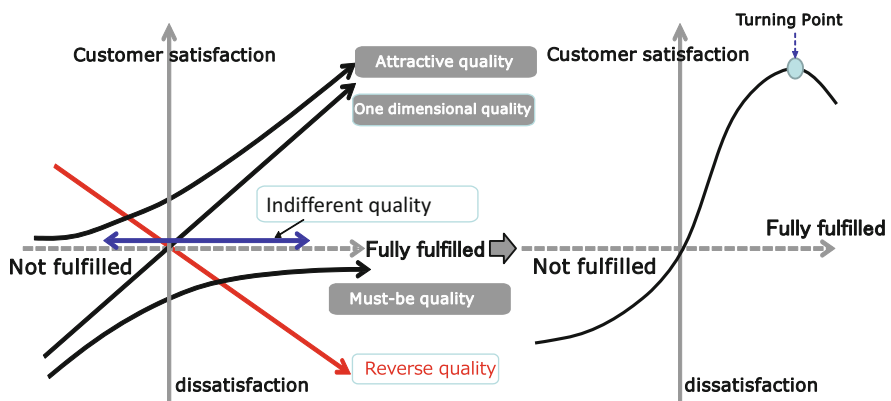 Customer satisfaction
Attractive quality
One dimensional quality
Indifferent quality
Not fulfilled
Fully fulfilled
Must-be quality
Reverse quality
dissatisfaction
Turning Point
Customer satisfaction
Fully fulfilled
Not fulfilled
dissatisfaction